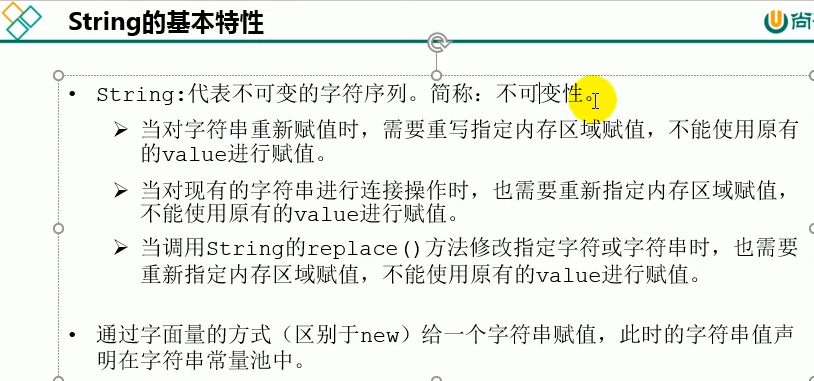 String的基本特性
尚
• String:代表不可变的字符序列。简称：不可变性。
➢ 当对字符串重新赋值时，需要重写指定内存区域赋值，不能使用原有
的value进行赋值。
➢ 当对现有的字符串进行连接操作时，也需要重新指定内存区域赋值，
不能使用原有的value进行赋值。
➢ 当调用String的replace()方法修改指定字符或字符串时，也需要
重新指定内存区域赋值，不能使用原有的value进行赋值。
• 通过字面量的方式（区别于new）给一个字符串赋值，此时的字符串值声
明在字符串常量池中。